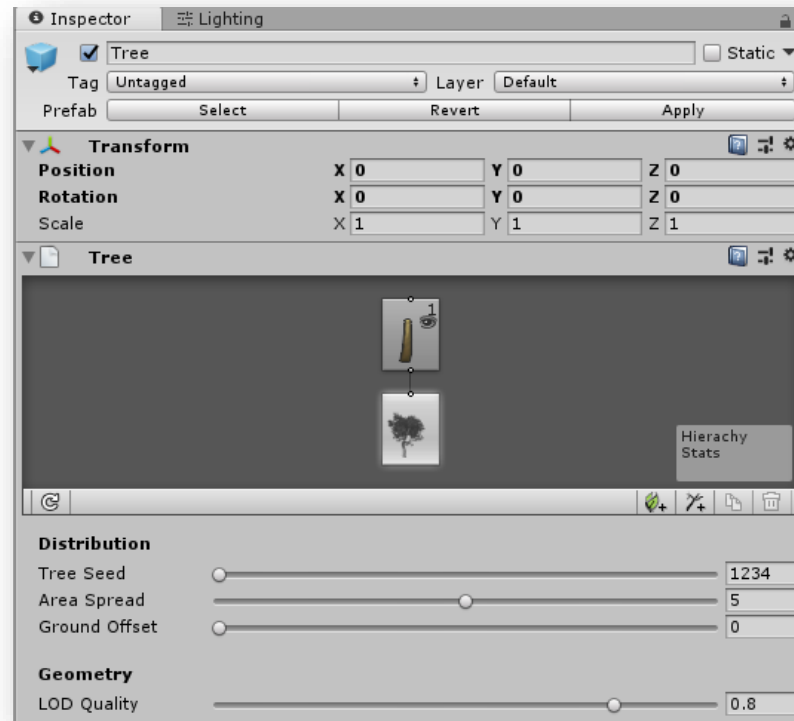 Inspector Lighting
Tree Static
Tag Untagged Layer Default
Prefab Select Revert Apply
Transform
Position X 0 Y 0 Z 0
Rotation X 0 Y 0 Z 0
Scale X 1 Y 1 Z 1
Tree
1
Hierachy
Stats
Distribution
Tree Seed 1234
Area Spread 5
Ground Offset 0
Geometry
LOD Quality 0.8